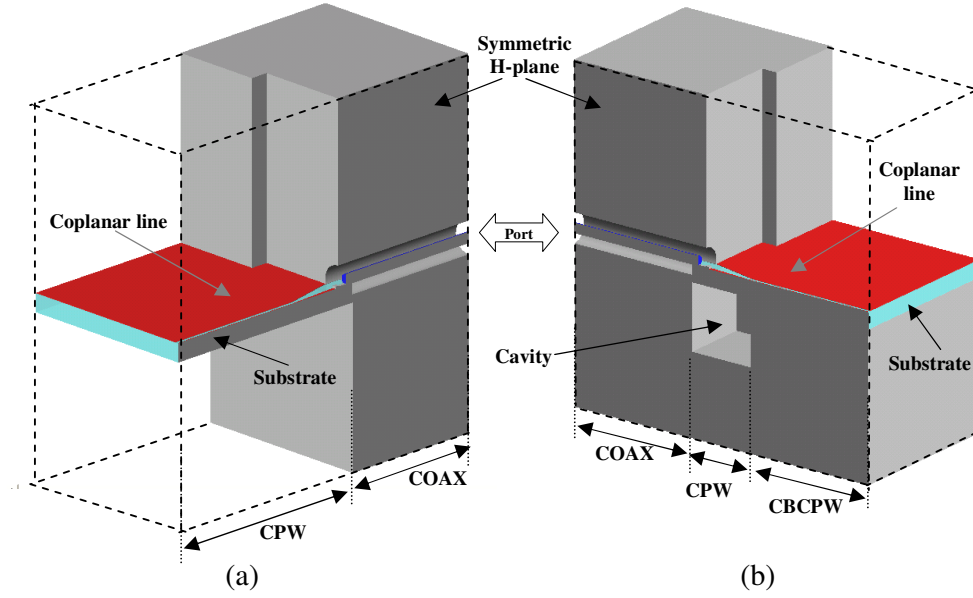 Symmetric
H-plane
Coplanar line
Port
Coplanar
line
Substrate
Cavity
Substrate
COAX
CPW
COAX
CPW
CBCPW
(a)
(b)